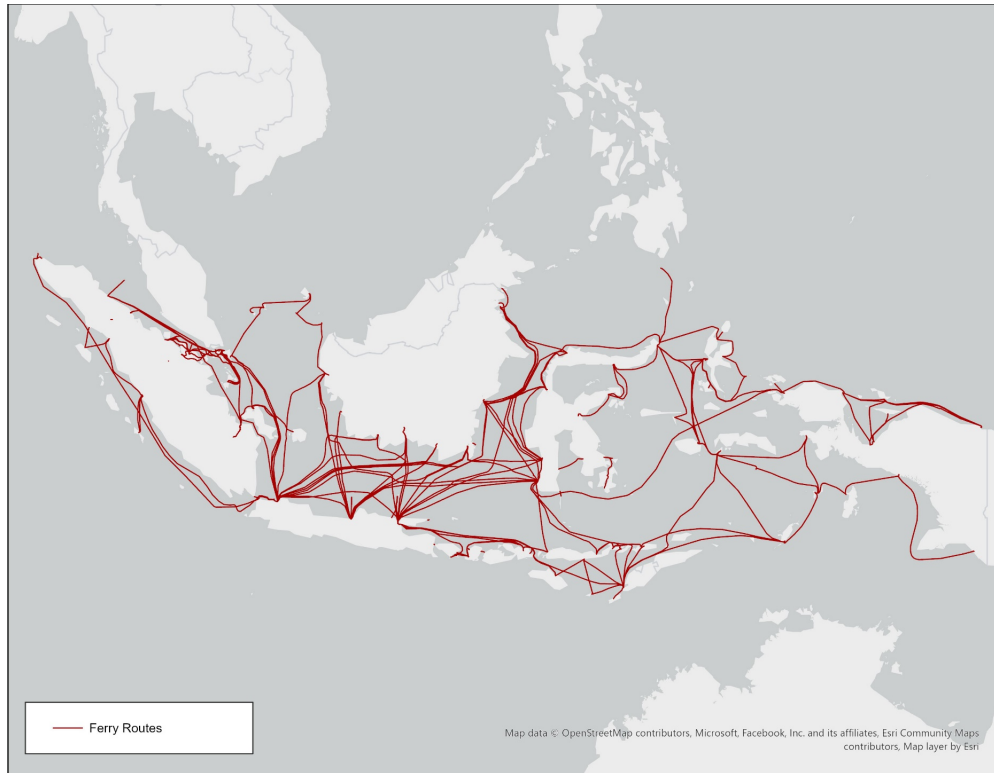 Ferry Routes
Map data © OpenStreetMap contributors, Microsoft, Facebook, Inc. and its affiliates, Esri Community Maps
contributors, Map layer by Esri